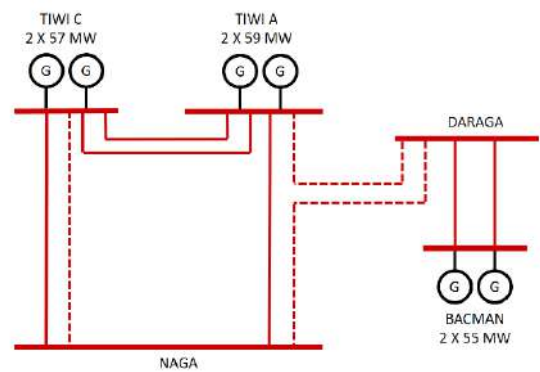 TIWI C
2 X 57 MW
TIWI A
2 X 59 MW
G
G
G
G
DARAGA
G
G
BACMAN
2 X 55 MW
NAGA